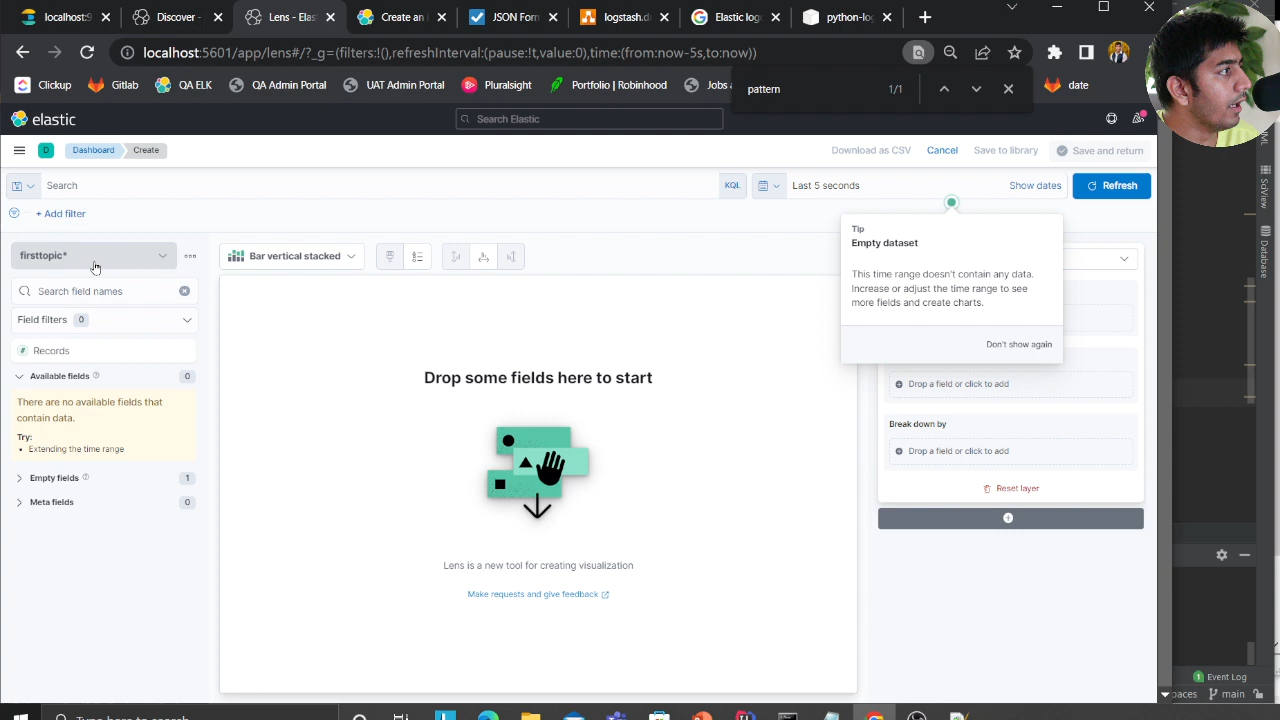 Discover -
Lens - Elas
Create an I
JSON Form
logstash.d
Elastic log
python-log
localhost:5601/app/lens#/?_g=(filters:!(),refreshInterval:(pause:!t,value:0),time:(from:now-5s,to:now))
Clickup
Gitlab
QA ELK
QA Admin Portal
UAT Admin Portal
Pluralsight
Portfolio | Robinhood
Jobs a
date
pattern
1/1
elastic
Search Elastic
D
Dashboard
Create
Download as CSV
Cancel
Save to library
Save and return
Search
KQL
Last 5 seconds
Show dates
Refresh
+ Add filter
firsttopic*
Bar vertical stacked
Tip
Empty dataset
This time range doesn't contain any data.
Increase or adjust the time range to see
more fields and create charts.
Don't show again
Search field names
Field filters 0
Records
Available fields 0
There are no available fields that
contain data.
Try:
Extending the time range
Empty fields 1
Meta fields 0
Drop some fields here to start
Lens is a new tool for creating visualization
Make requests and give feedback
Drop a field or click to add
Break down by
Drop a field or click to add
Reset layer
SciView
Database
1 Event Log
paces
main
Type here to search